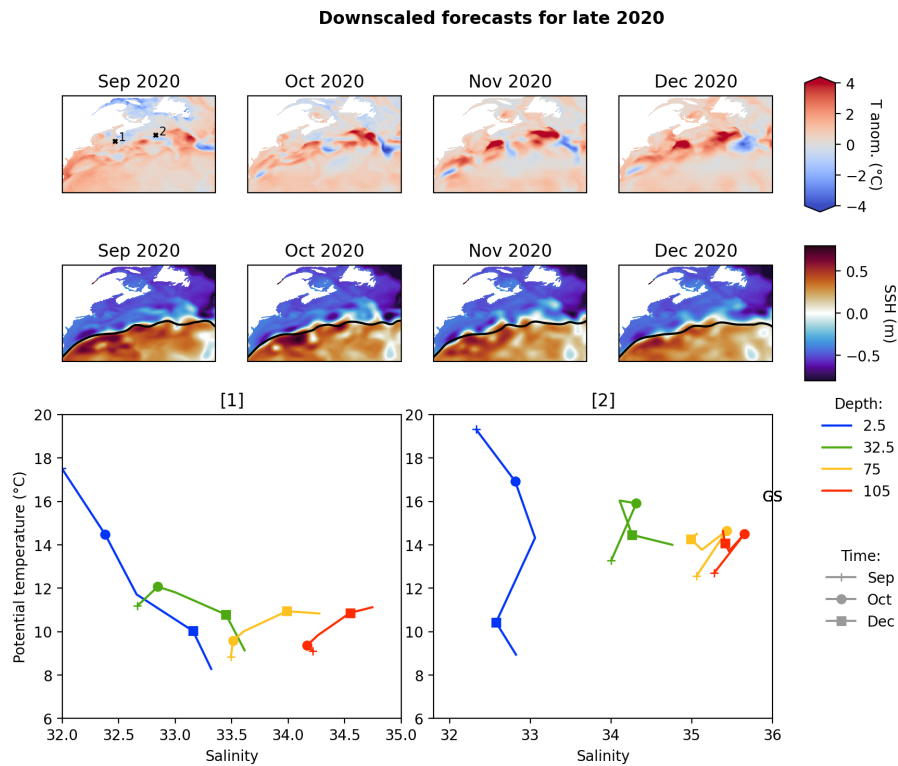 Downscaled forecasts for late 2020
Sep 2020
Oct 2020
Nov 2020
Dec 2020
1
2
4
2
0
−2
−4
T anom. (°C)
Sep 2020
Oct 2020
Nov 2020
Dec 2020
0.5
0.0
−0.5
SSH (m)
[1]
20
18
16
14
12
10
8
6
Potential temperature (°C)
32.0
32.5
33.0
33.5
34.0
34.5
35.0
Salinity
[2]
20
18
16
14
12
10
8
6
GS
32
33
34
35
36
Salinity
Depth:
2.5
32.5
75
105
Time:
Sep
Oct
Dec